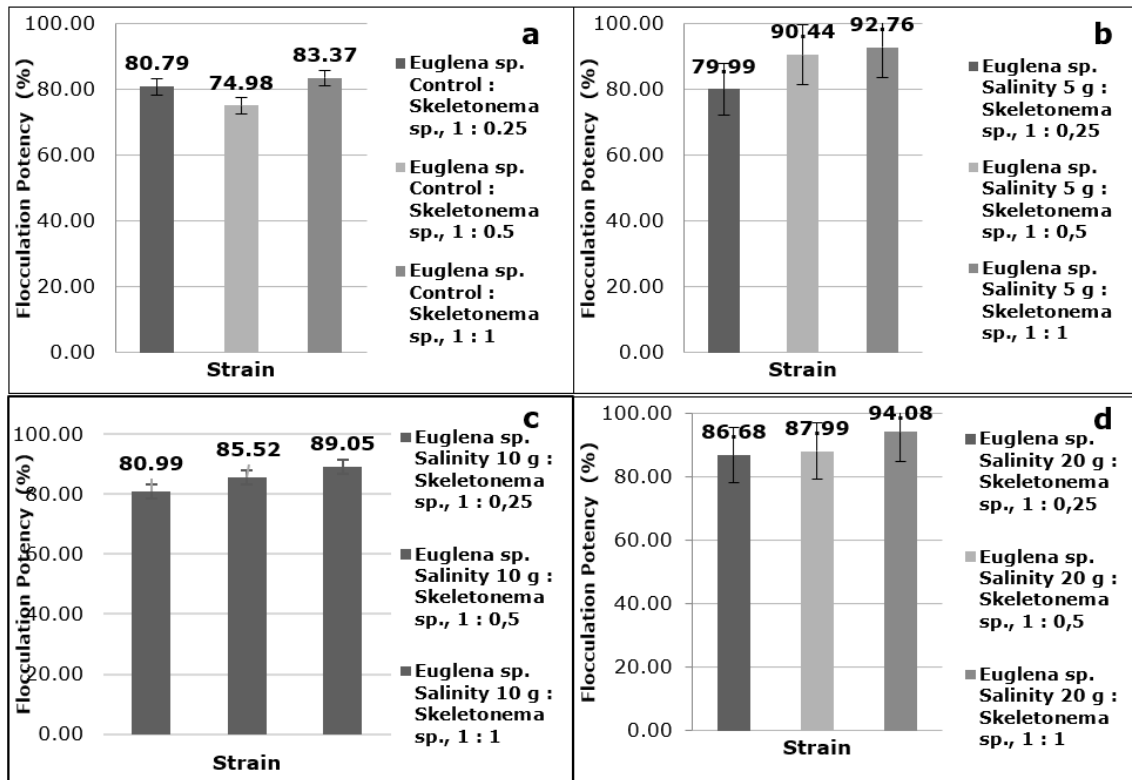 a
Flocculation Potency (%)
100.00
80.00
60.00
40.00
20.00
0.00
80.79
74.98
83.37
Strain
Euglena sp.
Control :
Skeletonema
sp., 1 : 0.25
Euglena sp.
Control :
Skeletonema
sp., 1 : 0.5
Euglena sp.
Control :
Skeletonema
sp., 1 : 1
b
Flocculation Potency (%)
100.00
80.00
60.00
40.00
20.00
0.00
79.99
90.44
92.76
Strain
Euglena sp.
Salinity 5 g :
Skeletonema
sp., 1 : 0,25
Euglena sp.
Salinity 5 g :
Skeletonema
sp., 1 : 0,5
Euglena sp.
Salinity 5 g :
Skeletonema
sp., 1 : 1
c
Flocculation Potency (%)
100.00
80.00
60.00
40.00
20.00
0.00
80.99
85.52
89.05
Strain
Euglena sp.
Salinity 10 g :
Skeletonema
sp., 1 : 0,25
Euglena sp.
Salinity 10 g :
Skeletonema
sp., 1 : 0,5
Euglena sp.
Salinity 10 g :
Skeletonema
sp., 1 : 1
d
Flocculation Potency (%)
100.00
80.00
60.00
40.00
20.00
0.00
86.68
87.99
94.08
Strain
Euglena sp.
Salinity 20 g :
Skeletonema
sp., 1 : 0,25
Euglena sp.
Salinity 20 g :
Skeletonema
sp., 1 : 0,5
Euglena sp.
Salinity 20 g :
Skeletonema
sp., 1 : 1